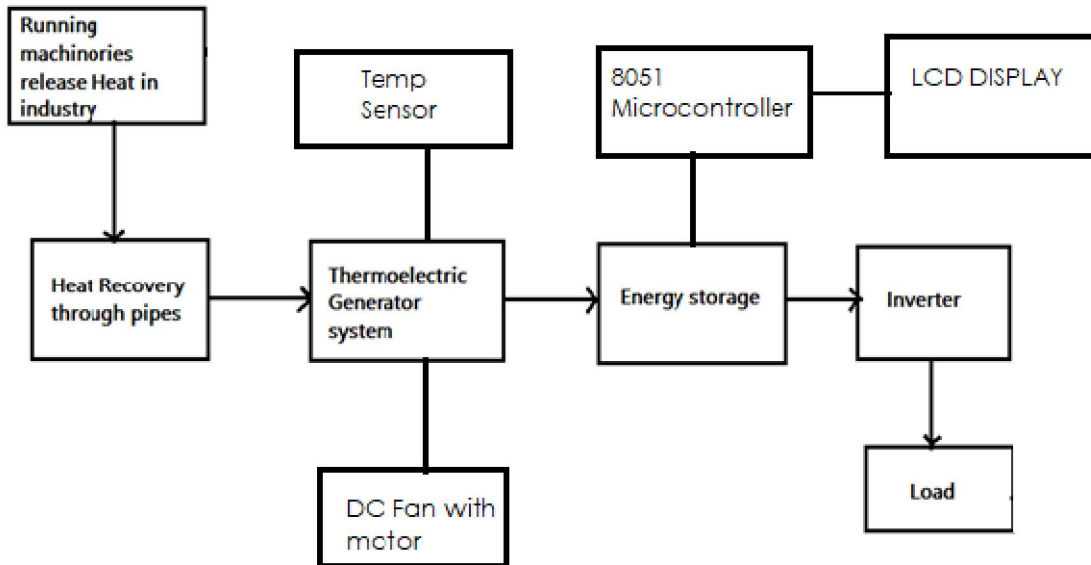 Running
machinories
release Heat in
industry
Temp
Sensor
8051
Microcontroller
LCD DISPLAY
Heat Recovery
through pipes
Thermoelectric
Generator
system
Energy storage
Inverter
DC Fan with
motor
Load